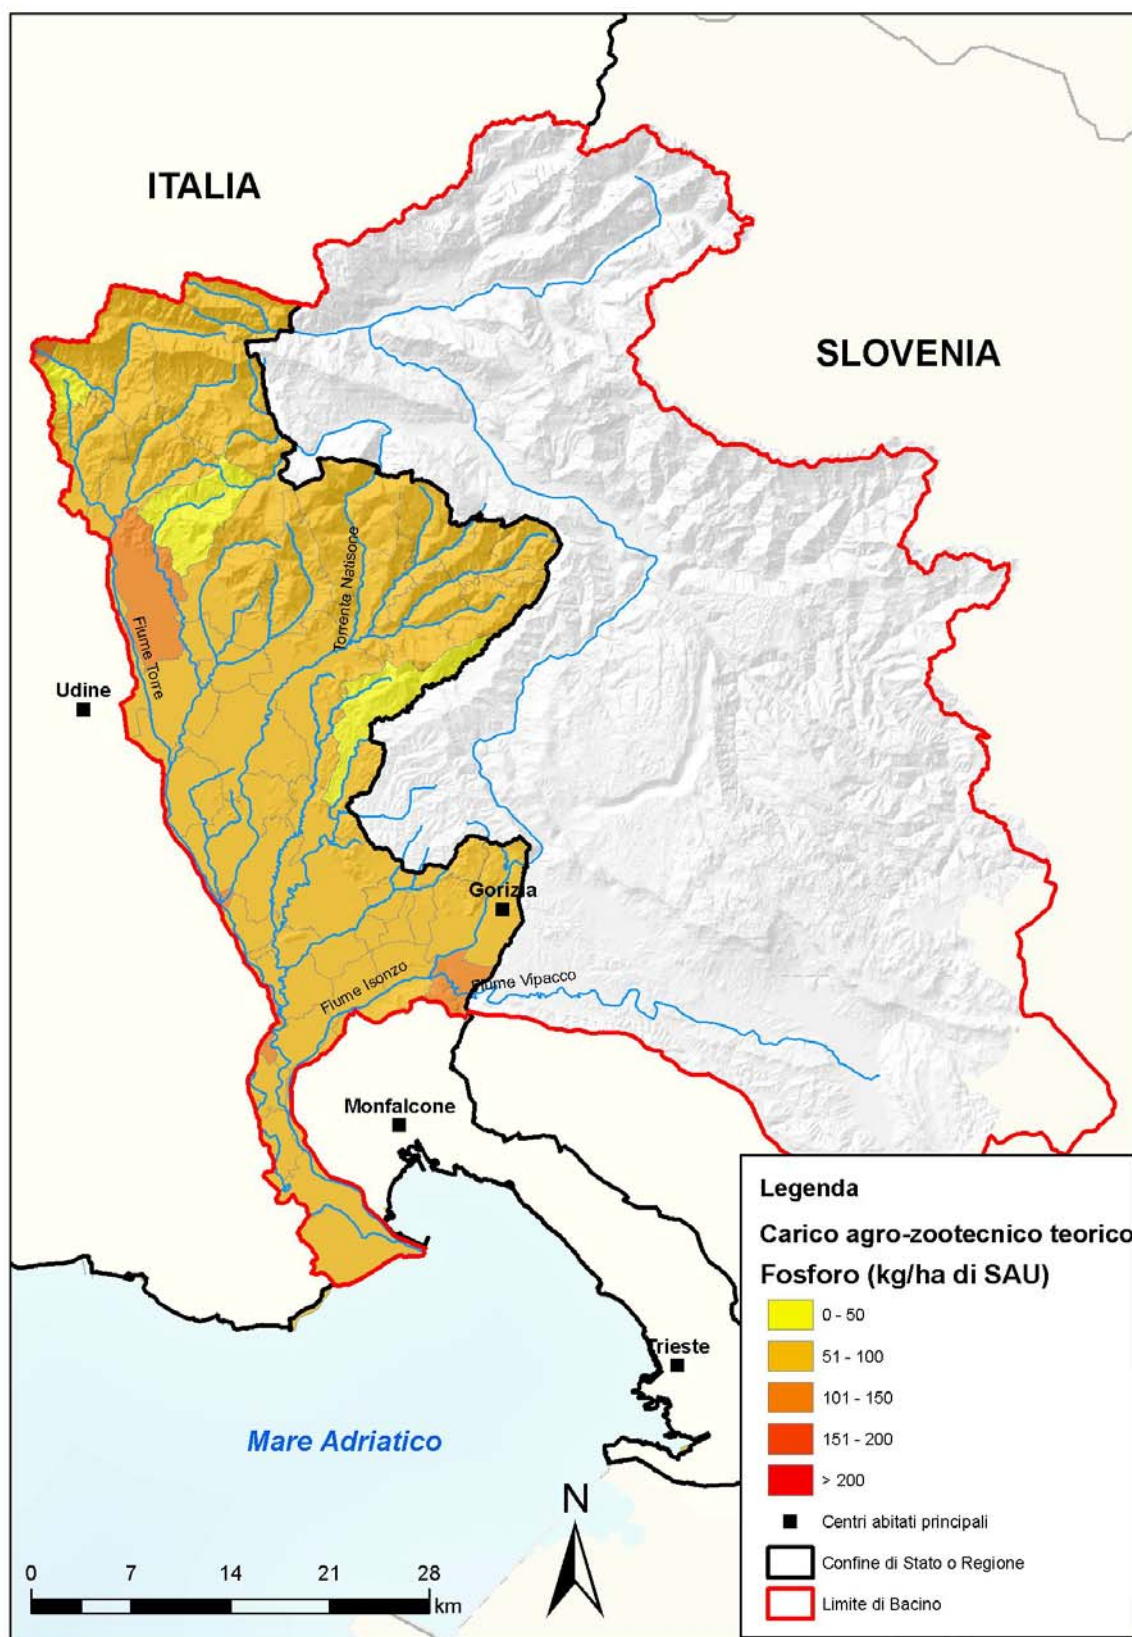 ITALIA
SLOVENIA
Torrente Natisone
Fiume Torre
Udine
Gorizia
Fiume Isonzo
Fiume Vipacco
Monfalcone
Trieste
Mare Adriatico
N
0 7 14 21 28
km
Legenda
Carico agro-zootecnico teorico
Fosforo (kg/ha di SAU)
0 - 50
51 - 100
101 - 150
151 - 200
> 200
Centri abitati principali
Confine di Stato o Regione
Limite di Bacino